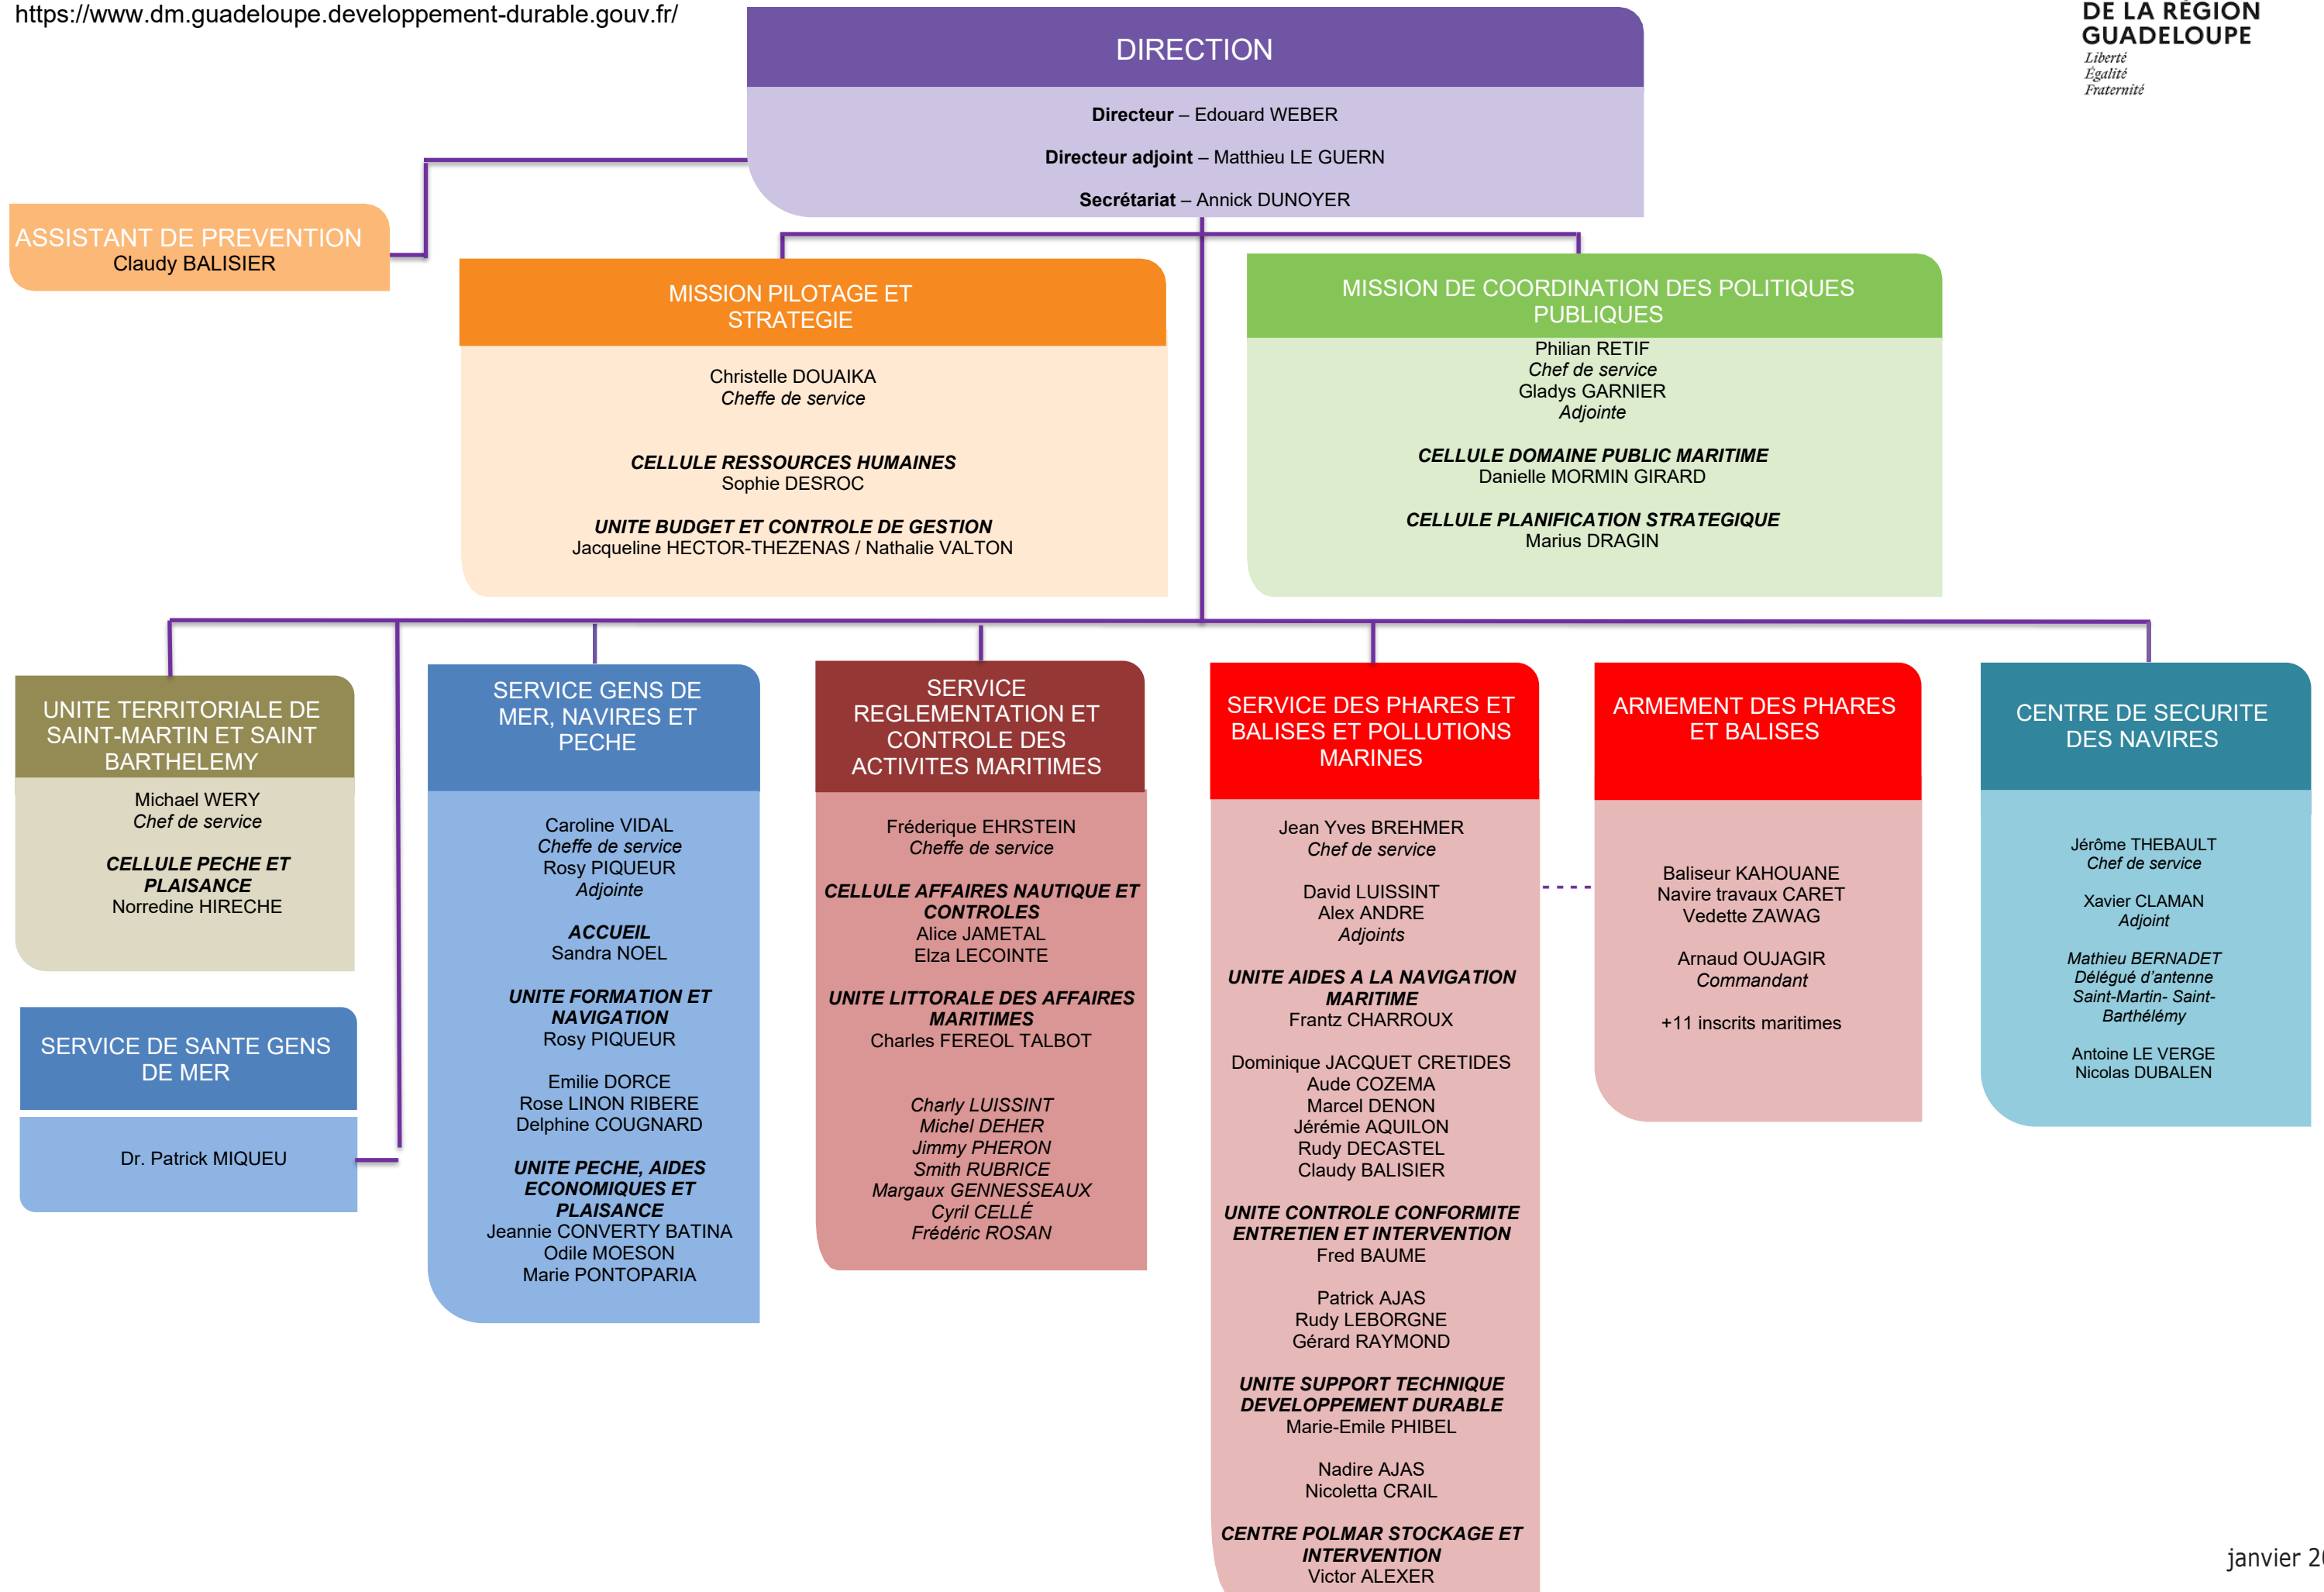 https://www.dm.guadeloupe.developpement-durable.gouv.fr/
DE LA RÉGION
GUADELOUPE
Liberté
Égalité
Fraternité
DIRECTION
Directeur – Edouard WEBER
Directeur adjoint – Matthieu LE GUERN
Secrétariat – Annick DUNOYER
ASSISTANT DE PREVENTION
Claudy BALISIER
MISSION PILOTAGE ET
STRATEGIE
Christelle DOUAIKA
Cheffe de service
CELLULE RESSOURCES HUMAINES
Sophie DESROC
UNITE BUDGET ET CONTROLE DE GESTION
Jacqueline HECTOR-THEZENAS / Nathalie VALTON
MISSION DE COORDINATION DES POLITIQUES
PUBLIQUES
Philian RETIF
Chef de service
Gladys GARNIER
Adjointe
CELLULE DOMAINE PUBLIC MARITIME
Danielle MORMIN GIRARD
CELLULE PLANIFICATION STRATEGIQUE
Marius DRAGIN
UNITE TERRITORIALE DE
SAINT-MARTIN ET SAINT
BARTHELEMY
Michael WERY
Chef de service
CELLULE PECHE ET
PLAISANCE
Norredine HIRECHE
SERVICE DE SANTE GENS
DE MER
Dr. Patrick MIQUEU
SERVICE GENS DE
MER, NAVIRES ET
PECHE
Caroline VIDAL
Cheffe de service
Rosy PIQUEUR
Adjointe
ACCUEIL
Sandra NOEL
UNITE FORMATION ET
NAVIGATION
Rosy PIQUEUR
Emilie DORCE
Rose LINON RIBERE
Delphine COUGNARD
UNITE PECHE, AIDES
ECONOMIQUES ET
PLAISANCE
Jeannie CONVERTY BATINA
Odile MOESON
Marie PONTOPARIA
SERVICE
REGLEMENTATION ET
CONTROLE DES
ACTIVITES MARITIMES
Fréderique EHRSTEIN
Cheffe de service
CELLULE AFFAIRES NAUTIQUE ET
CONTROLES
Alice JAMETAL
Elza LECOINTE
UNITE LITTORALE DES AFFAIRES
MARITIMES
Charles FEREOL TALBOT
Charly LUISSINT
Michel DEHER
Jimmy PHERON
Smith RUBRICE
Margaux GENNESSEAUX
Cyril CELLÉ
Frédéric ROSAN
SERVICE DES PHARES ET
BALISES ET POLLUTIONS
MARINES
Jean Yves BREHMER
Chef de service
David LUISSINT
Alex ANDRE
Adjoints
UNITE AIDES A LA NAVIGATION
MARITIME
Frantz CHARROUX
Dominique JACQUET CRETIDES
Aude COZEMA
Marcel DENON
Jérémie AQUILON
Rudy DECASTEL
Claudy BALISIER
UNITE CONTROLE CONFORMITE
ENTRETIEN ET INTERVENTION
Fred BAUME
Patrick AJAS
Rudy LEBORGNE
Gérard RAYMOND
UNITE SUPPORT TECHNIQUE
DEVELOPPEMENT DURABLE
Marie-Emile PHIBEL
Nadire AJAS
Nicoletta CRAIL
CENTRE POLMAR STOCKAGE ET
INTERVENTION
Victor ALEXER
ARMEMENT DES PHARES
ET BALISES
Baliseur KAHOUANE
Navire travaux CARET
Vedette ZAWAG
Arnaud OUJAGIR
Commandant
+11 inscrits maritimes
CENTRE DE SECURITE
DES NAVIRES
Jérôme THEBAULT
Chef de service
Xavier CLAMAN
Adjoint
Mathieu BERNADET
Délégué d'antenne
Saint-Martin- Saint-
Barthélémy
Antoine LE VERGE
Nicolas DUBALEN
janvier